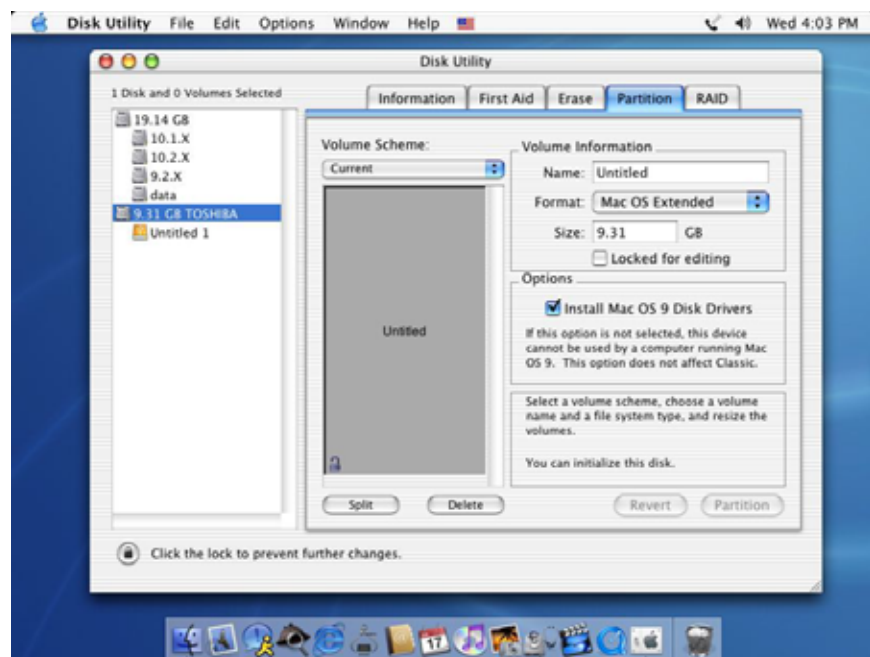 Disk Utility File Edit Options Window Help Wed 4:03 PM
Disk Utility
1 Disk and 0 Volumes Selected
Information First Aid Erase Partition RAID
19.14 GB
10.1.X
10.2.X
9.2.X
data
9.31 GB TOSHIBA
Untitled 1
Volume Scheme:
Current
Untitled
Split Delete
Volume Information
Name: Untitled
Format: Mac OS Extended
Size: 9.31 GB
Locked for editing
Options
Install Mac OS 9 Disk Drivers
If this option is not selected, this device
cannot be used by a computer running Mac
OS 9. This option does not affect Classic.
Select a volume scheme, choose a volume
name and a file system type, and resize the
volumes.
You can initialize this disk.
Revert Partition
Click the lock to prevent further changes.
17